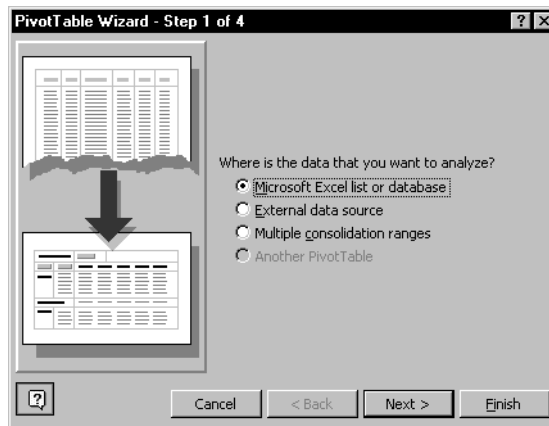 PivotTable Wizard - Step 1 of 4
Where is the data that you want to analyze?
Microsoft Excel list or database
External data source
Multiple consolidation ranges
Another PivotTable
Cancel
< Back
Next >
Finish